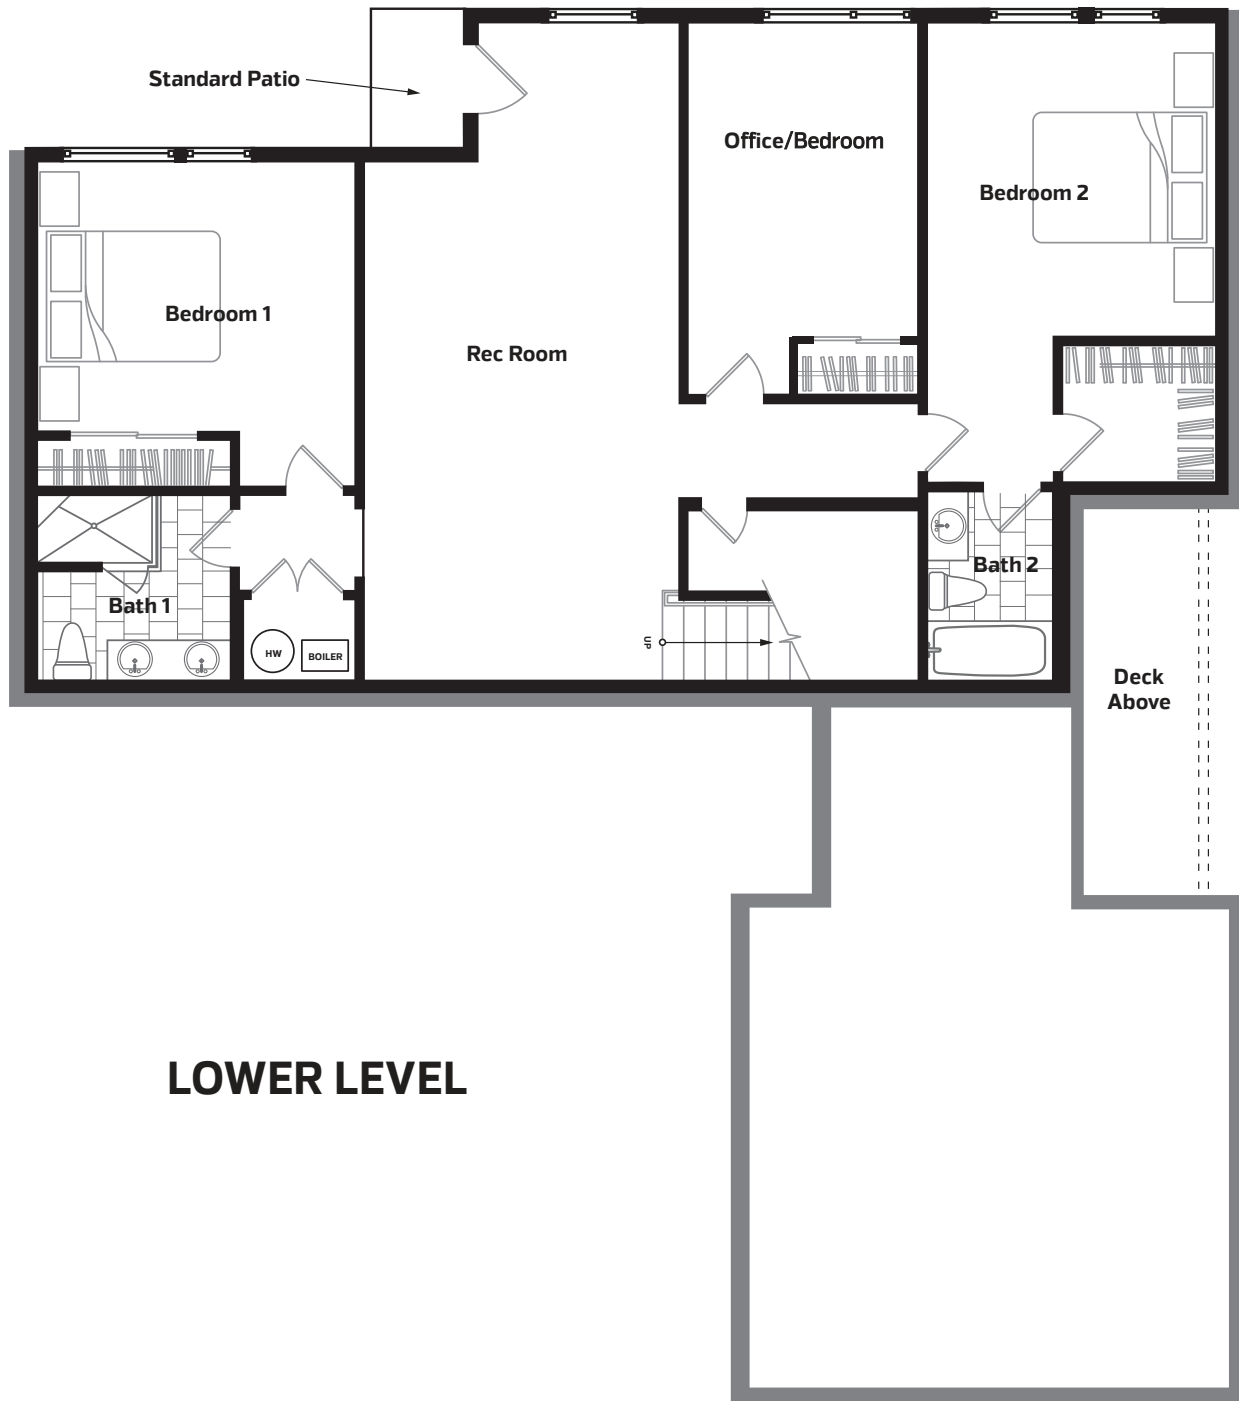 Standard Patio
Office/Bedroom
Bedroom 2
Bedroom 1
Rec Room
Bath 2
Bath 1
UP
HW
BOILER
Deck
Above
LOWER LEVEL